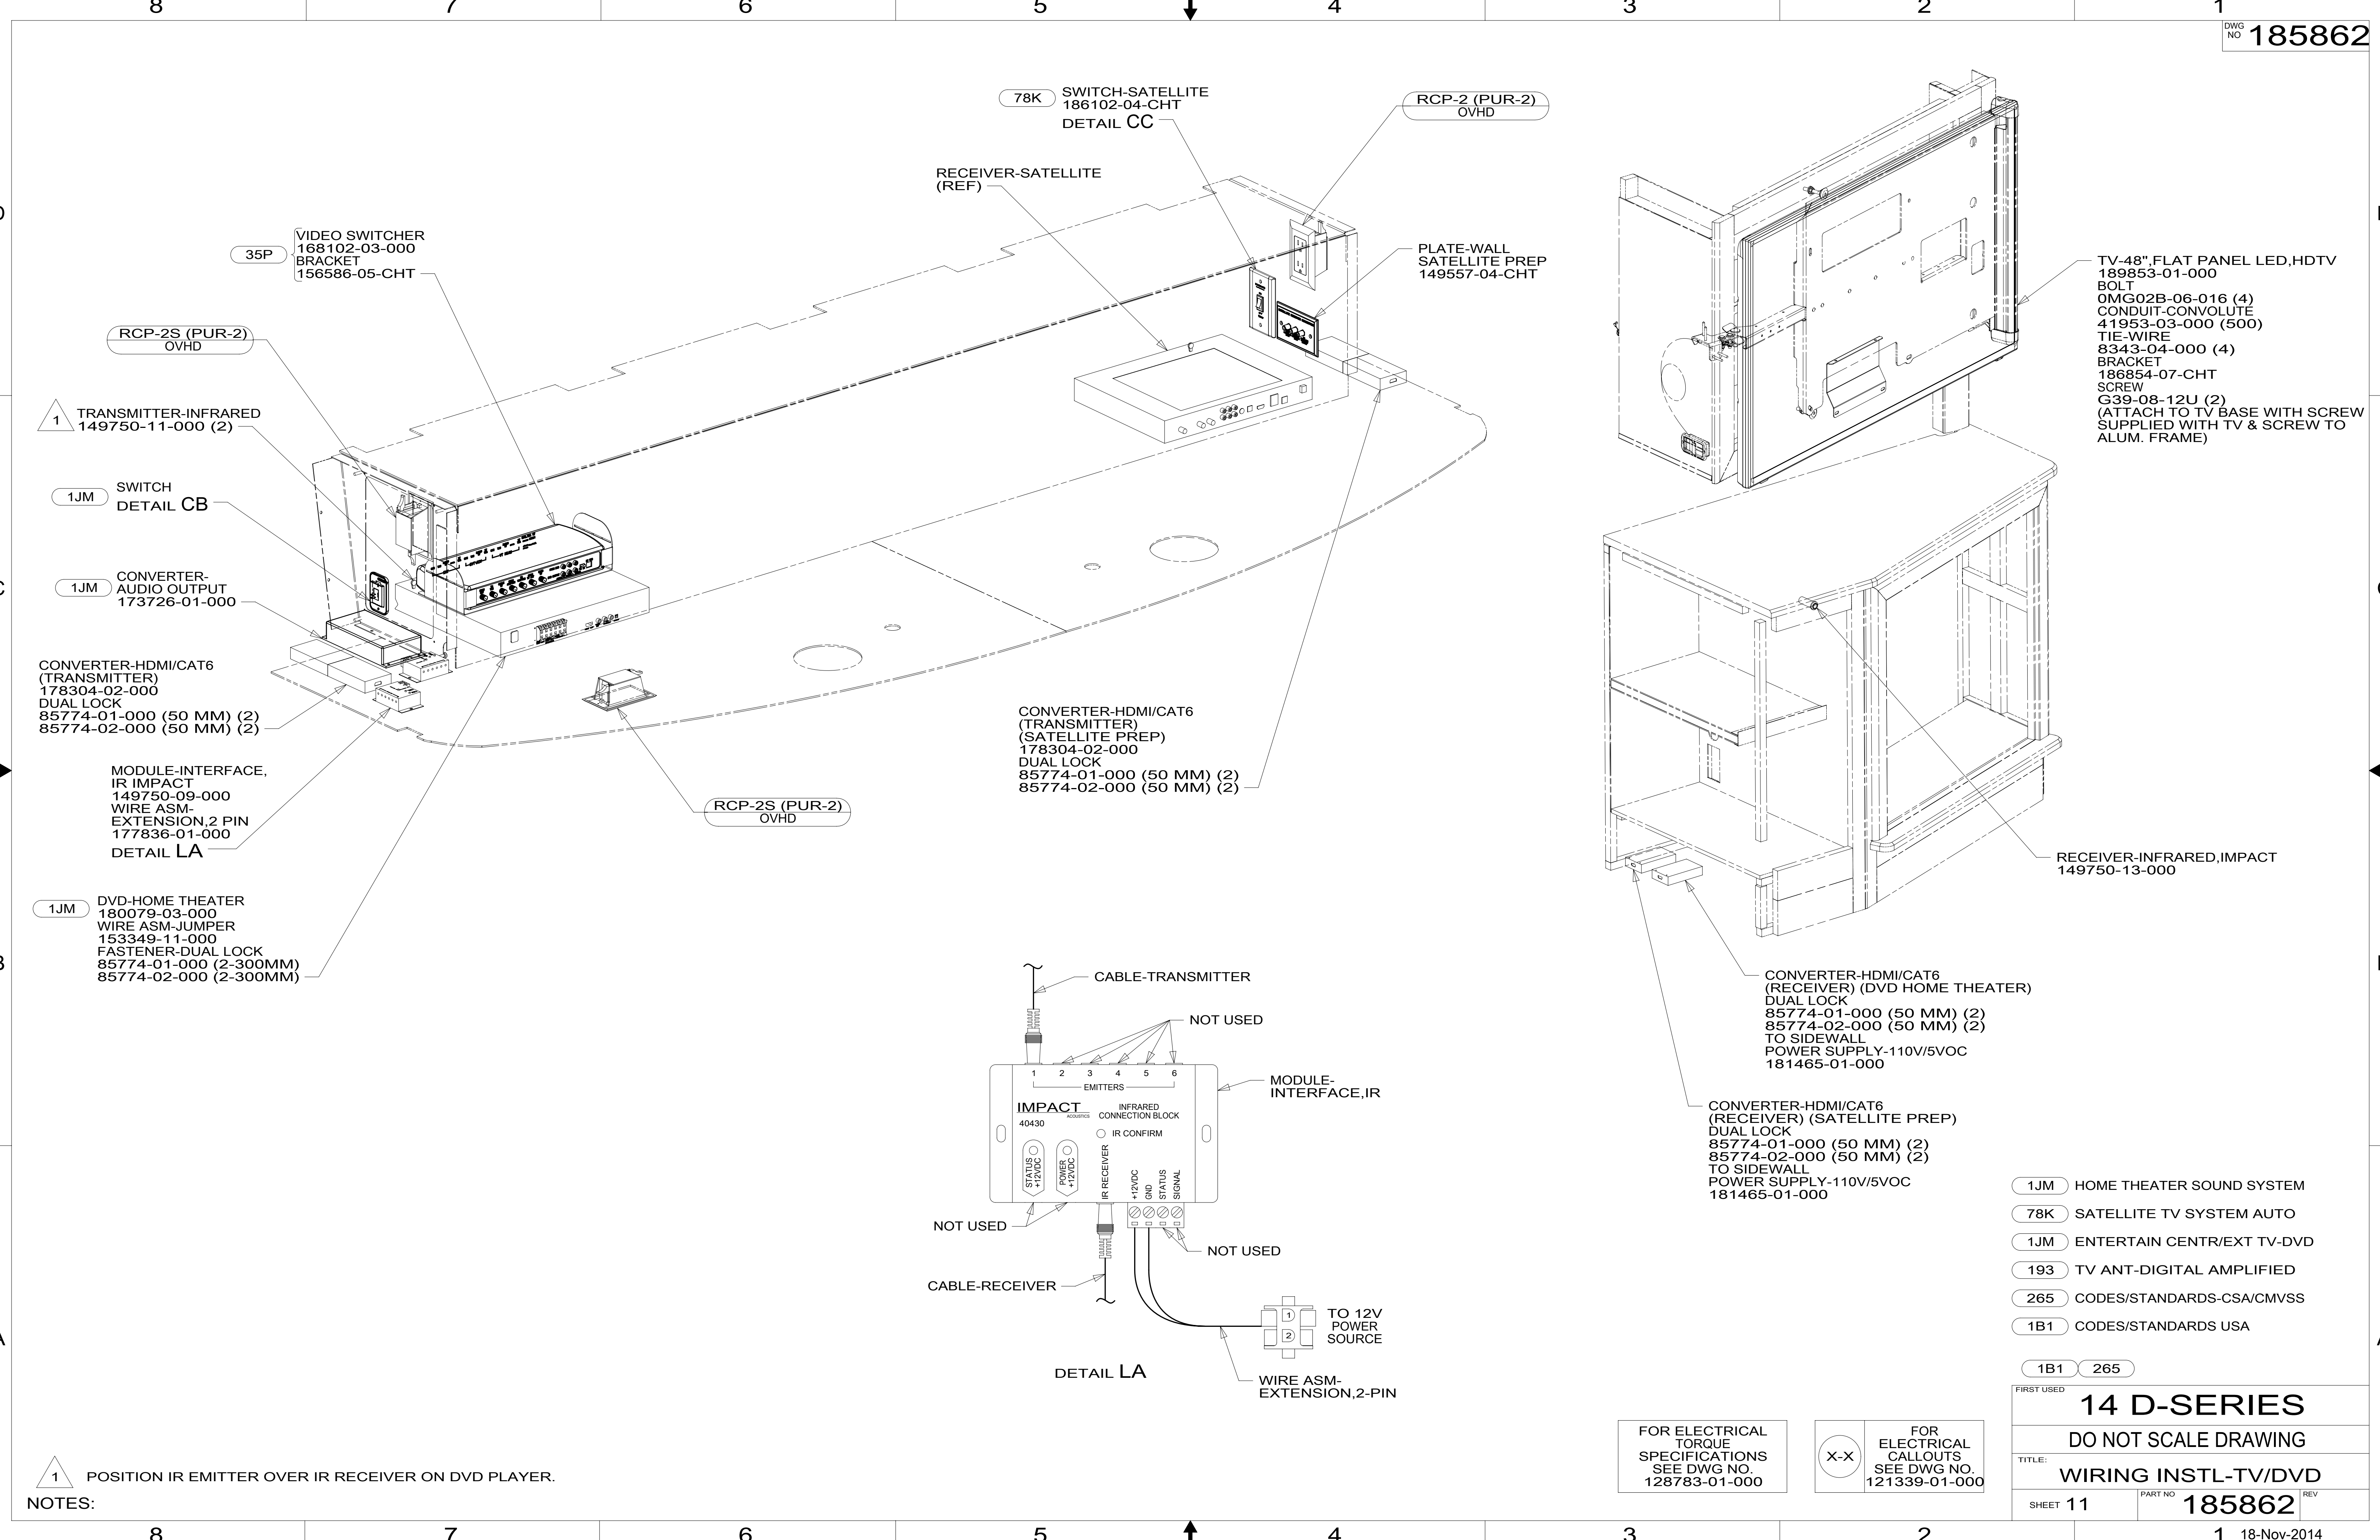 8 7 6 5 4 3 2 1
DWG NO 185862
78K SWITCH-SATELLITE
186102-04-CHT
DETAIL CC
RCP-2 (PUR-2)
OVHD
RECEIVER-SATELLITE
(REF)
35P VIDEO SWITCHER
168102-03-000
BRACKET
156586-05-CHT
PLATE-WALL
SATELLITE PREP
149557-04-CHT
TV-48",FLAT PANEL LED,HDTV
189853-01-000
BOLT
0MG02B-06-016 (4)
CONDUIT-CONVOLUTE
41953-03-000 (500)
TIE-WIRE
8343-04-000 (4)
BRACKET
186854-07-CHT
SCREW
G39-08-12U (2)
(ATTACH TO TV BASE WITH SCREW
SUPPLIED WITH TV & SCREW TO
ALUM. FRAME)
RCP-2S (PUR-2)
OVHD
1 TRANSMITTER-INFRARED
149750-11-000 (2)
1JM SWITCH
DETAIL CB
1JM CONVERTER-
AUDIO OUTPUT
173726-01-000
CONVERTER-HDMI/CAT6
(TRANSMITTER)
178304-02-000
DUAL LOCK
85774-01-000 (50 MM) (2)
85774-02-000 (50 MM) (2)
MODULE-INTERFACE,
IR IMPACT
149750-09-000
WIRE ASM-
EXTENSION,2 PIN
177836-01-000
DETAIL LA
1JM DVD-HOME THEATER
180079-03-000
WIRE ASM-JUMPER
153349-11-000
FASTENER-DUAL LOCK
85774-01-000 (2-300MM)
85774-02-000 (2-300MM)
RCP-2S (PUR-2)
OVHD
CONVERTER-HDMI/CAT6
(TRANSMITTER)
(SATELLITE PREP)
178304-02-000
DUAL LOCK
85774-01-000 (50 MM) (2)
85774-02-000 (50 MM) (2)
RECEIVER-INFRARED,IMPACT
149750-13-000
CONVERTER-HDMI/CAT6
(RECEIVER) (DVD HOME THEATER)
DUAL LOCK
85774-01-000 (50 MM) (2)
85774-02-000 (50 MM) (2)
TO SIDEWALL
POWER SUPPLY-110V/5VOC
181465-01-000
CONVERTER-HDMI/CAT6
(RECEIVER) (SATELLITE PREP)
DUAL LOCK
85774-01-000 (50 MM) (2)
85774-02-000 (50 MM) (2)
TO SIDEWALL
POWER SUPPLY-110V/5VOC
181465-01-000
CABLE-TRANSMITTER
NOT USED
1 2 3 4 5 6
EMITTERS
MODULE-
INTERFACE,IR
IMPACT
ACOUSTICS
40430
INFRARED
CONNECTION BLOCK
IR CONFIRM
STATUS
+12VDC
POWER
+12VDC
IR RECEIVER
+12VDC
GND
STATUS
SIGNAL
NOT USED
NOT USED
CABLE-RECEIVER
1
2
TO 12V
POWER
SOURCE
DETAIL LA
WIRE ASM-
EXTENSION,2-PIN
1JM HOME THEATER SOUND SYSTEM
78K SATELLITE TV SYSTEM AUTO
1JM ENTERTAIN CENTR/EXT TV-DVD
193 TV ANT-DIGITAL AMPLIFIED
265 CODES/STANDARDS-CSA/CMVSS
1B1 CODES/STANDARDS USA
1B1 265
FIRST USED
14 D-SERIES
DO NOT SCALE DRAWING
TITLE:
WIRING INSTL-TV/DVD
SHEET 11 PART NO 185862 REV
FOR ELECTRICAL
TORQUE
SPECIFICATIONS
SEE DWG NO.
128783-01-000
X-X
FOR
ELECTRICAL
CALLOUTS
SEE DWG NO.
121339-01-000
1 POSITION IR EMITTER OVER IR RECEIVER ON DVD PLAYER.
NOTES:
8 7 6 5 4 3 2 1
18-Nov-2014